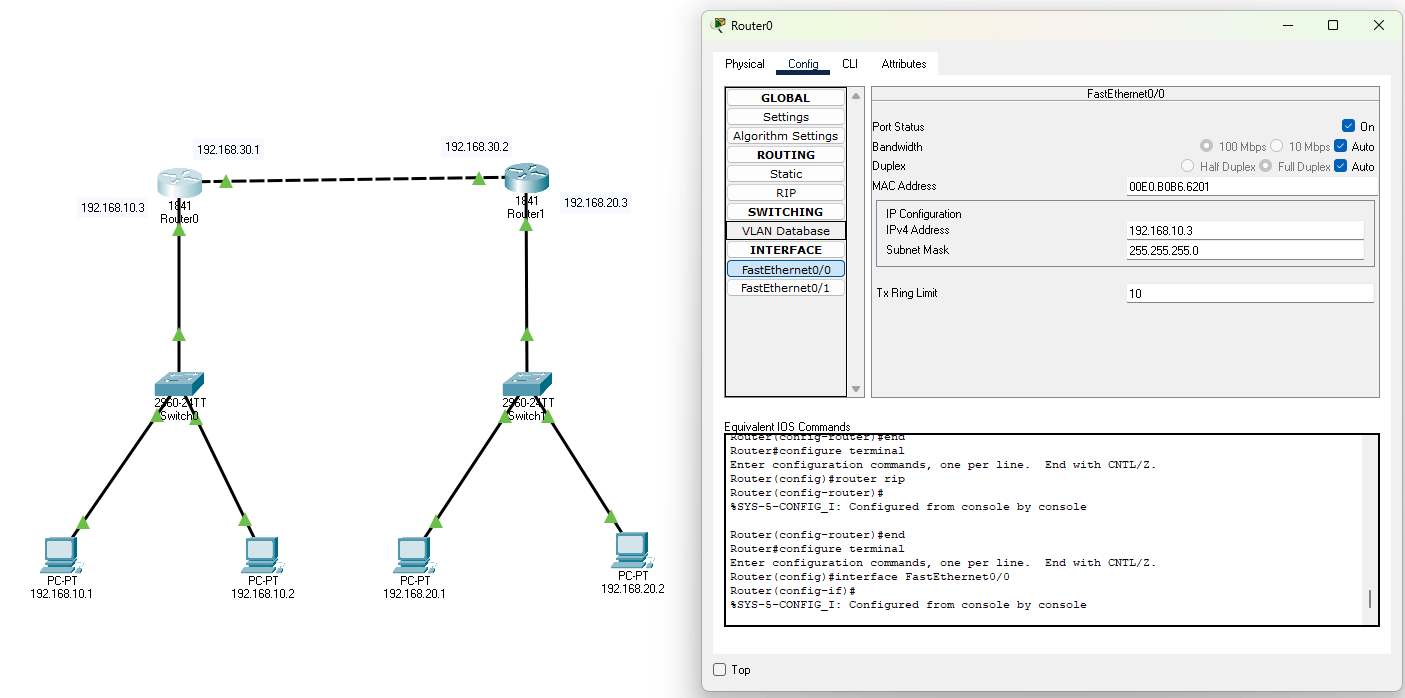 192.168.30.1
192.168.30.2
192.168.10.3
1841
Router0
1841
Router1
192.168.20.3
2960-24TT
Switch0
2960-24TT
Switch1
PC-PT
192.168.10.1
PC-PT
192.168.10.2
PC-PT
192.168.20.1
PC-PT
192.168.20.2
Router0
Physical Config CLI Attributes
GLOBAL
Settings
Algorithm Settings
ROUTING
Static
RIP
SWITCHING
VLAN Database
INTERFACE
FastEthernet0/0
FastEthernet0/1
FastEthernet0/0
Port Status On
Bandwidth 100 Mbps 10 Mbps Auto
Duplex Half Duplex Full Duplex Auto
MAC Address 00E0.B0B6.6201
IP Configuration
IPv4 Address 192.168.10.3
Subnet Mask 255.255.255.0
Tx Ring Limit 10
Equivalent IOS Commands
Router(config-router)#end
Router#configure terminal
Enter configuration commands, one per line. End with CNTL/Z.
Router(config)#router rip
Router(config-router)#
%SYS-5-CONFIG_I: Configured from console by console
Router(config-router)#end
Router#configure terminal
Enter configuration commands, one per line. End with CNTL/Z.
Router(config)#interface FastEthernet0/0
Router(config-if)#
%SYS-5-CONFIG_I: Configured from console by console
Top